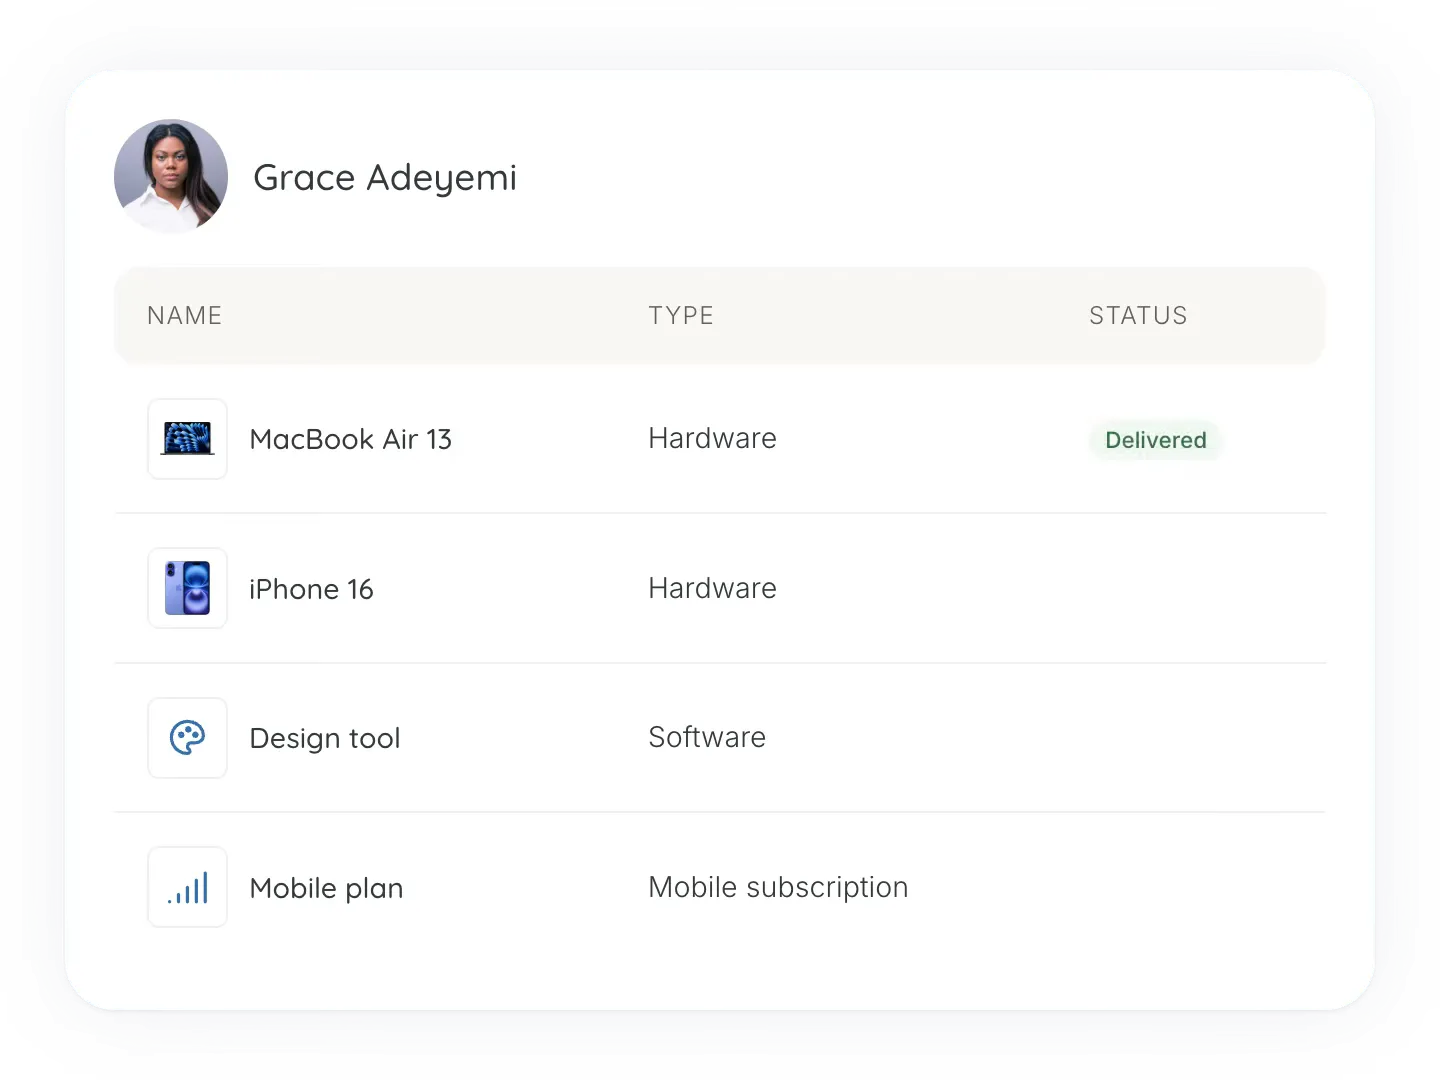 Grace Adeyemi
NAME TYPE STATUS
MacBook Air 13 Hardware Delivered
iPhone 16 Hardware
Design tool Software
Mobile plan Mobile subscription